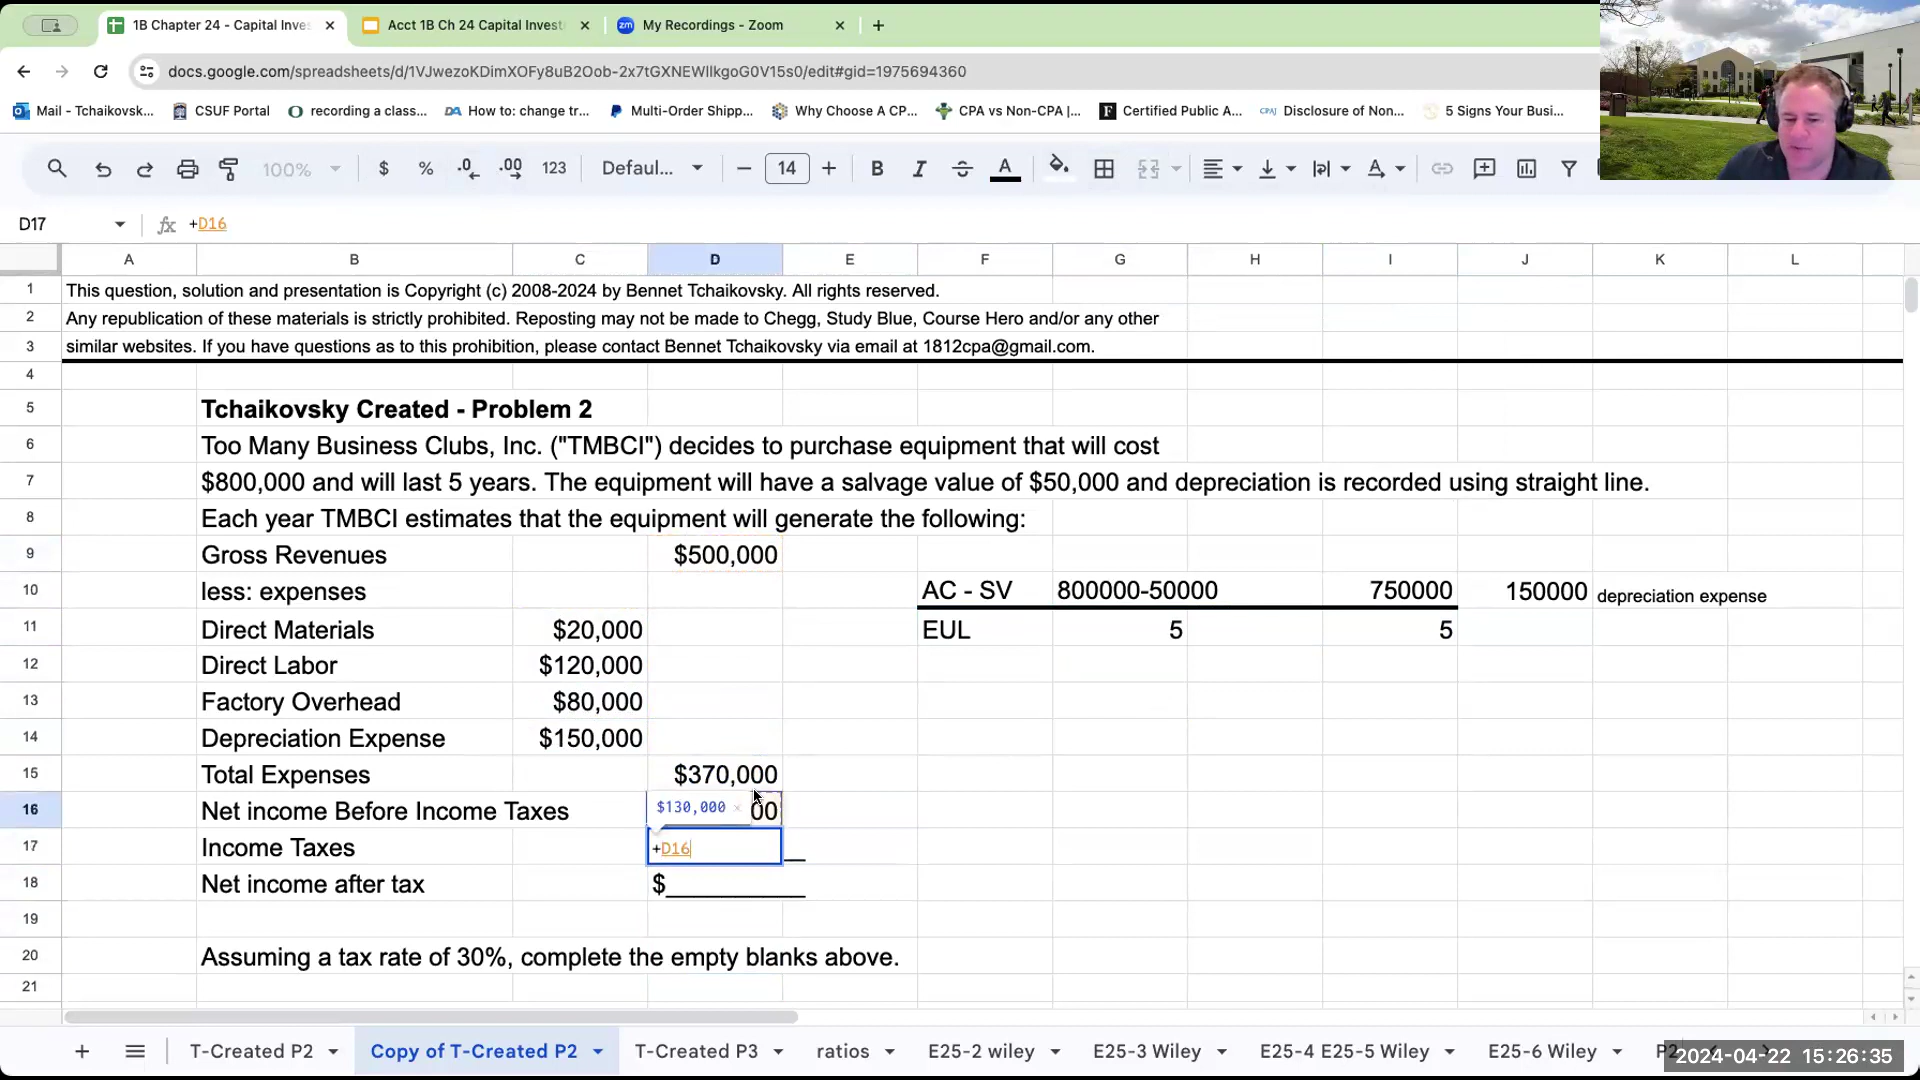 1B Chapter 24 - Capital Inves
Acct 1B Ch 24 Capital Invest
zm My Recordings - Zoom
docs.google.com/spreadsheets/d/1VJwezoKDimXOFy8uB2Oob-2x7tGXNEWIlkgoG0V15s0/edit#gid=1975694360
Mail - Tchaikovsk... CSUF Portal recording a class... DA How to: change tr... Multi-Order Shipp... Why Choose A CP... CPA vs Non-CPA |... F Certified Public A... CPAJ Disclosure of Non... 5 Signs Your Busi...
100% $ % .0 .00 123 Defaul... 14 B I A
D17 fx +D16
A B C D E F G H I J K L
1 This question, solution and presentation is Copyright (c) 2008-2024 by Bennet Tchaikovsky. All rights reserved.
2 Any republication of these materials is strictly prohibited. Reposting may not be made to Chegg, Study Blue, Course Hero and/or any other
3 similar websites. If you have questions as to this prohibition, please contact Bennet Tchaikovsky via email at 1812cpa@gmail.com.
4
5 Tchaikovsky Created - Problem 2
6 Too Many Business Clubs, Inc. ("TMBCI") decides to purchase equipment that will cost
7 $800,000 and will last 5 years. The equipment will have a salvage value of $50,000 and depreciation is recorded using straight line.
8 Each year TMBCI estimates that the equipment will generate the following:
9 Gross Revenues $500,000
10 less: expenses AC - SV 800000-50000 750000 150000 depreciation expense
11 Direct Materials $20,000 EUL 5 5
12 Direct Labor $120,000
13 Factory Overhead $80,000
14 Depreciation Expense $150,000
15 Total Expenses $370,000
16 Net income Before Income Taxes $130,000 × 00
17 Income Taxes +D16 __
18 Net income after tax $__________
19
20 Assuming a tax rate of 30%, complete the empty blanks above.
21
T-Created P2 Copy of T-Created P2 T-Created P3 ratios E25-2 wiley E25-3 Wiley E25-4 E25-5 Wiley E25-6 Wiley
2024-04-22 15:26:35